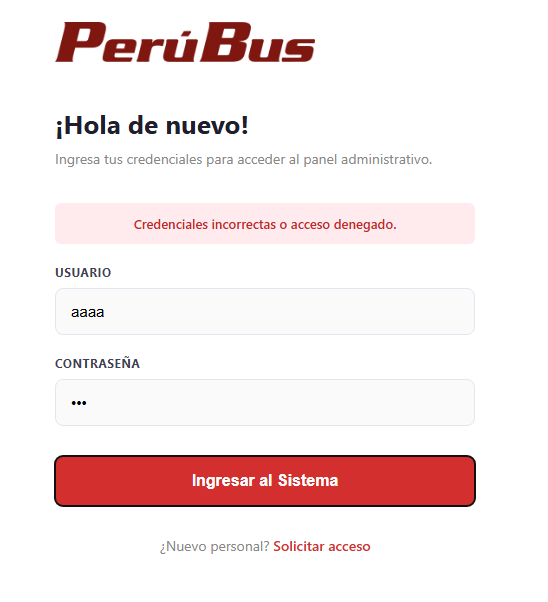 PerúBus
¡Hola de nuevo!
Ingresa tus credenciales para acceder al panel administrativo.
Credenciales incorrectas o acceso denegado.
USUARIO
aaaa
CONTRASEÑA
•••
Ingresar al Sistema
¿Nuevo personal? Solicitar acceso